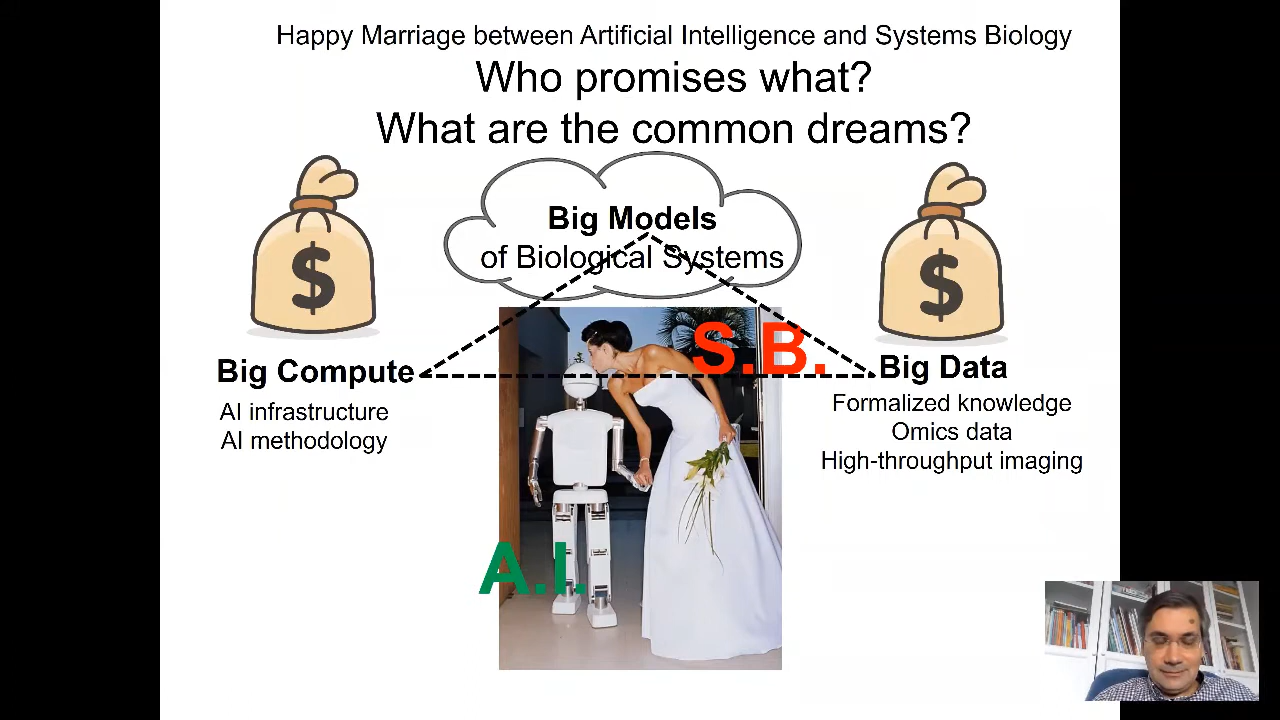 Happy Marriage between Artificial Intelligence and Systems Biology
Who promises what?
What are the common dreams?
Big Models
of Biological Systems
$
$
S.B.
Big Compute
Big Data
AI infrastructure
AI methodology
Formalized knowledge
Omics data
High-throughput imaging
A.I.